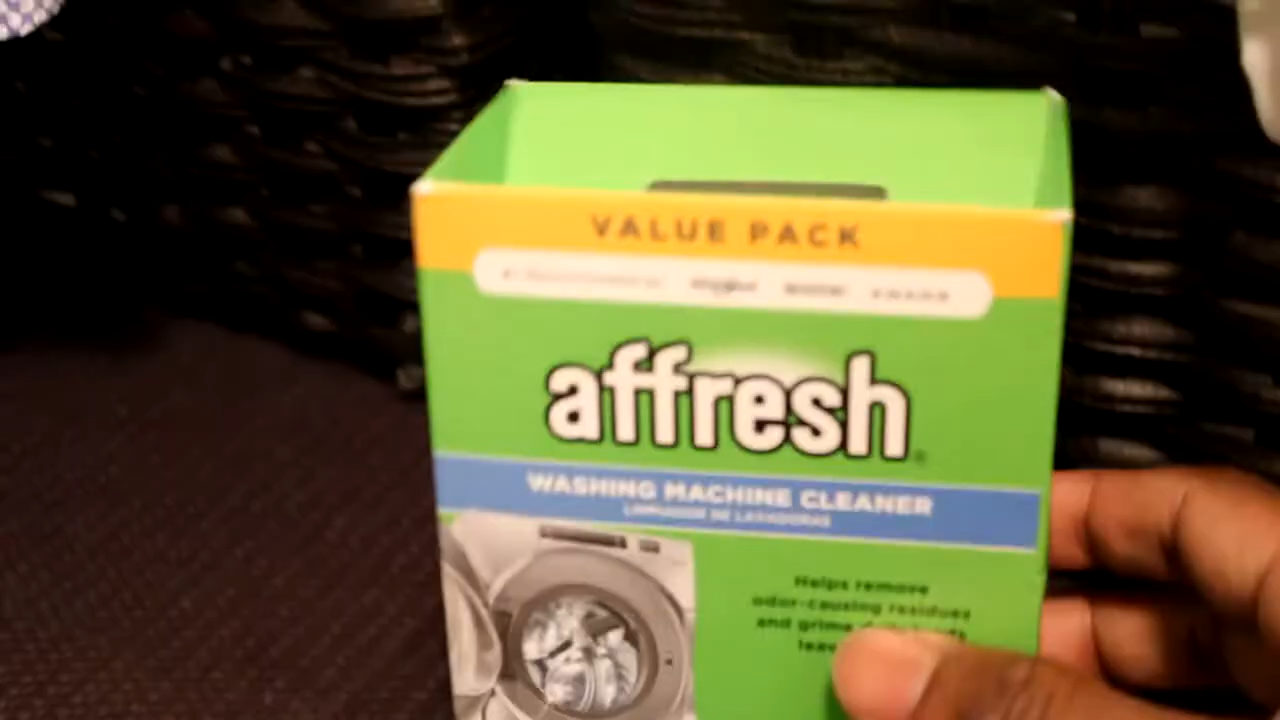 VALUE PACK
affresh
WASHING MACHINE CLEANER
LIMPIADOR DE LAVADORAS
Helps remove
odor-causing residues
and grime